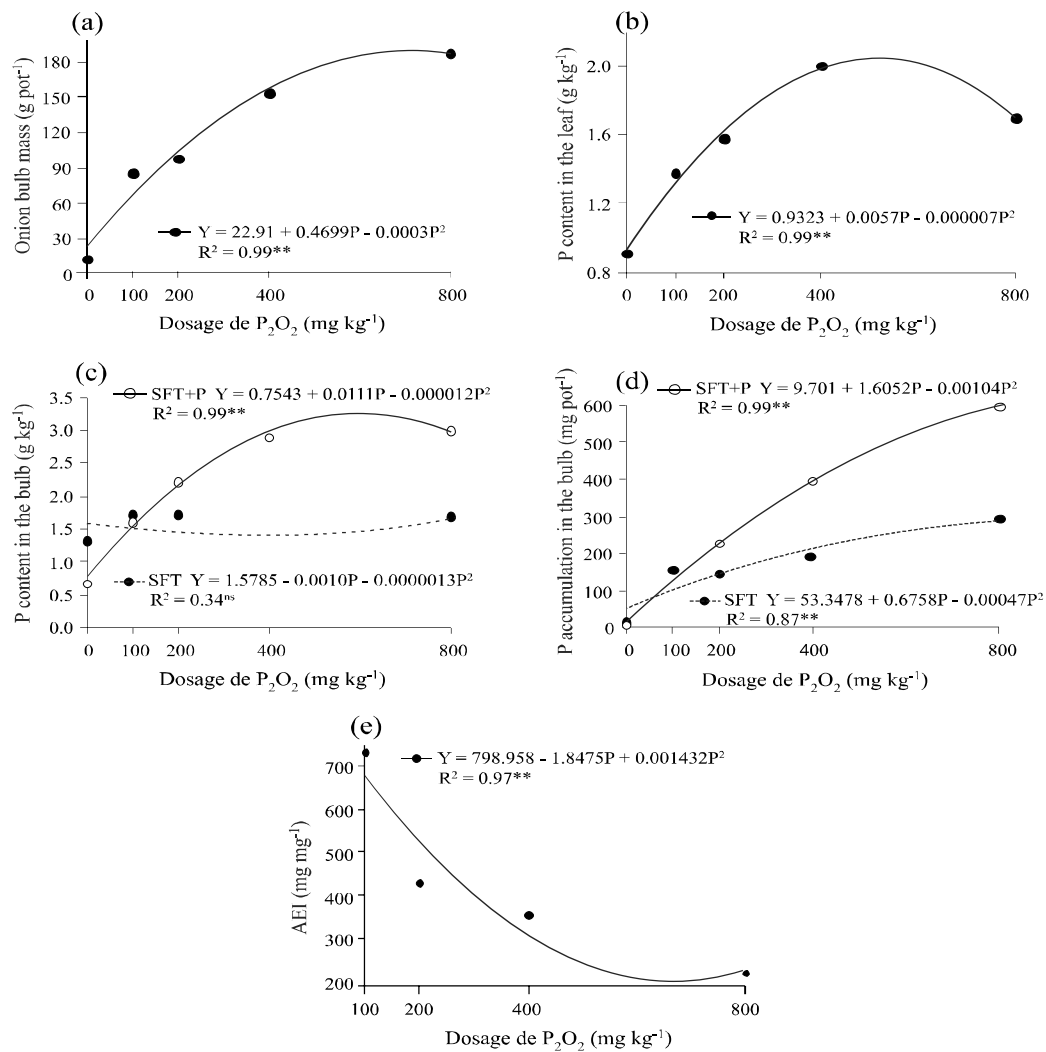 (a)
Onion bulb mass (g pot⁻¹)
180
150
90
60
30
0
Y = 22.91 + 0.4699P - 0.0003P²
R² = 0.99**
0 100 200 400 800
Dosage de P₂O₂ (mg kg⁻¹)
(b)
P content in the leaf (g kg⁻¹)
2.0
1.6
1.2
0.8
Y = 0.9323 + 0.0057P - 0.000007P²
R² = 0.99**
0 100 200 400 800
Dosage de P₂O₂ (mg kg⁻¹)
(c)
SFT+P Y = 0.7543 + 0.0111P - 0.000012P²
R² = 0.99**
P content in the bulb (g kg⁻¹)
3.5
3.0
2.5
2.0
1.5
1.0
0.5
0.0
SFT Y = 1.5785 - 0.0010P - 0.0000013P²
R² = 0.34ⁿˢ
0 100 200 400 800
Dosage de P₂O₂ (mg kg⁻¹)
(d)
SFT+P Y = 9.701 + 1.6052P - 0.00104P²
R² = 0.99**
P accumulation in the bulb (mg pot⁻¹)
600
500
400
300
200
100
0
SFT Y = 53.3478 + 0.6758P - 0.00047P²
R² = 0.87**
0 100 200 400 800
Dosage de P₂O₂ (mg kg⁻¹)
(e)
Y = 798.958 - 1.8475P + 0.001432P²
R² = 0.97**
AEI (mg mg⁻¹)
700
600
500
400
300
200
100 200 400 800
Dosage de P₂O₂ (mg kg⁻¹)